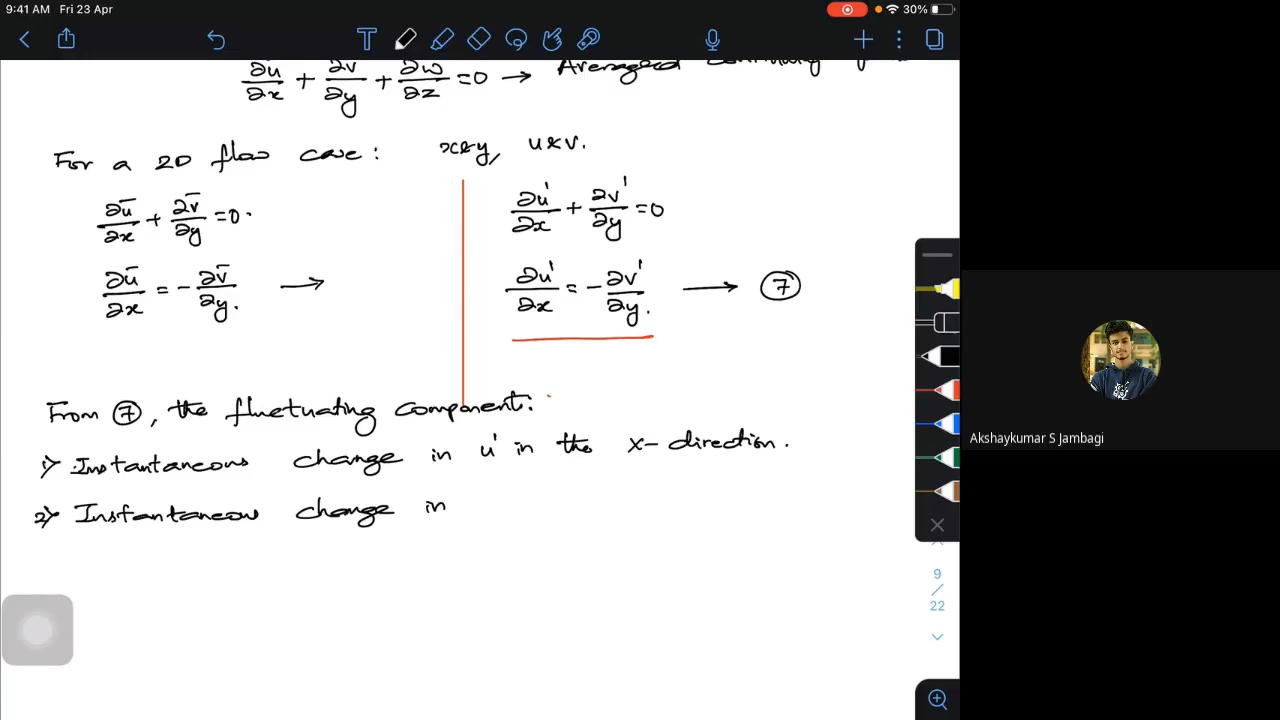 9:41 AM Fri 23 Apr
30%
∂ū/∂x + ∂v/∂y + ∂w/∂z = 0 → Averaged continuity
For a 2D flow case: x&y, u&v.
∂ū/∂x + ∂v̄/∂y = 0.
∂u'/∂x + ∂v'/∂y = 0
∂ū/∂x = -∂v̄/∂y. →
∂u'/∂x = -∂v'/∂y. → 7
From 7, the fluctuating component:
1) Instantaneous change in u' in the x-direction.
2) Instantaneous change in
9
/
22
Akshaykumar S Jambagi